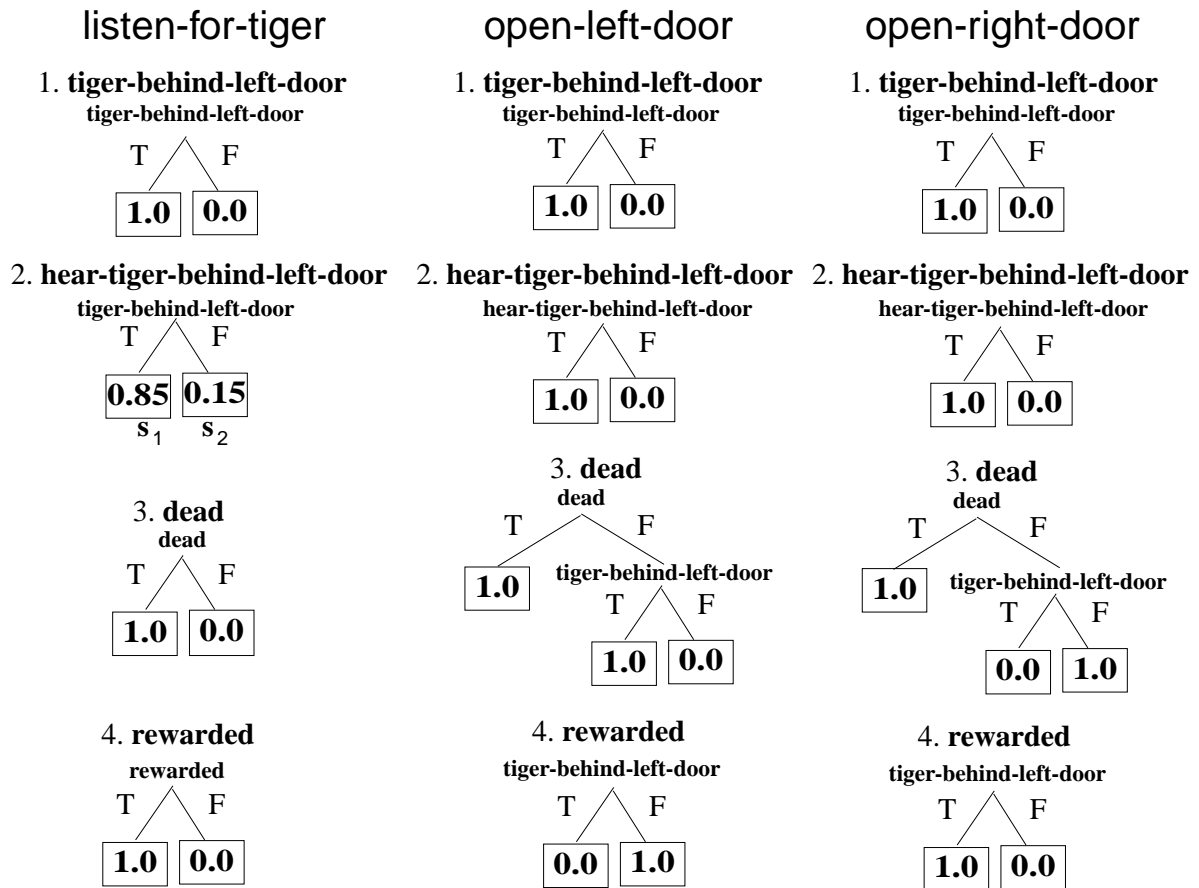 listen-for-tiger open-left-door open-right-door
1. tiger-behind-left-door 1. tiger-behind-left-door 1. tiger-behind-left-door
tiger-behind-left-door tiger-behind-left-door tiger-behind-left-door
T F T F T F
1.0 0.0 1.0 0.0 1.0 0.0
2. hear-tiger-behind-left-door 2. hear-tiger-behind-left-door 2. hear-tiger-behind-left-door
tiger-behind-left-door hear-tiger-behind-left-door hear-tiger-behind-left-door
T F T F T F
0.85 0.15 1.0 0.0 1.0 0.0
s1 s2
3. dead 3. dead 3. dead
dead dead dead
T F T F T F
1.0 tiger-behind-left-door 1.0 tiger-behind-left-door
T F T F
1.0 0.0 1.0 0.0 0.0 1.0
4. rewarded 4. rewarded 4. rewarded
rewarded tiger-behind-left-door tiger-behind-left-door
T F T F T F
1.0 0.0 0.0 1.0 1.0 0.0